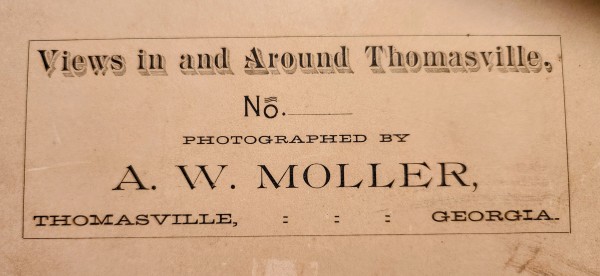 Views in and Around Thomasville,
No.
PHOTOGRAPHED BY
A. W. MOLLER,
THOMASVILLE, : : : GEORGIA.